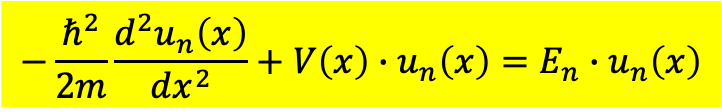 −ħ²/2m d²uₙ(x)/dx² + V(x) · uₙ(x) = Eₙ · uₙ(x)